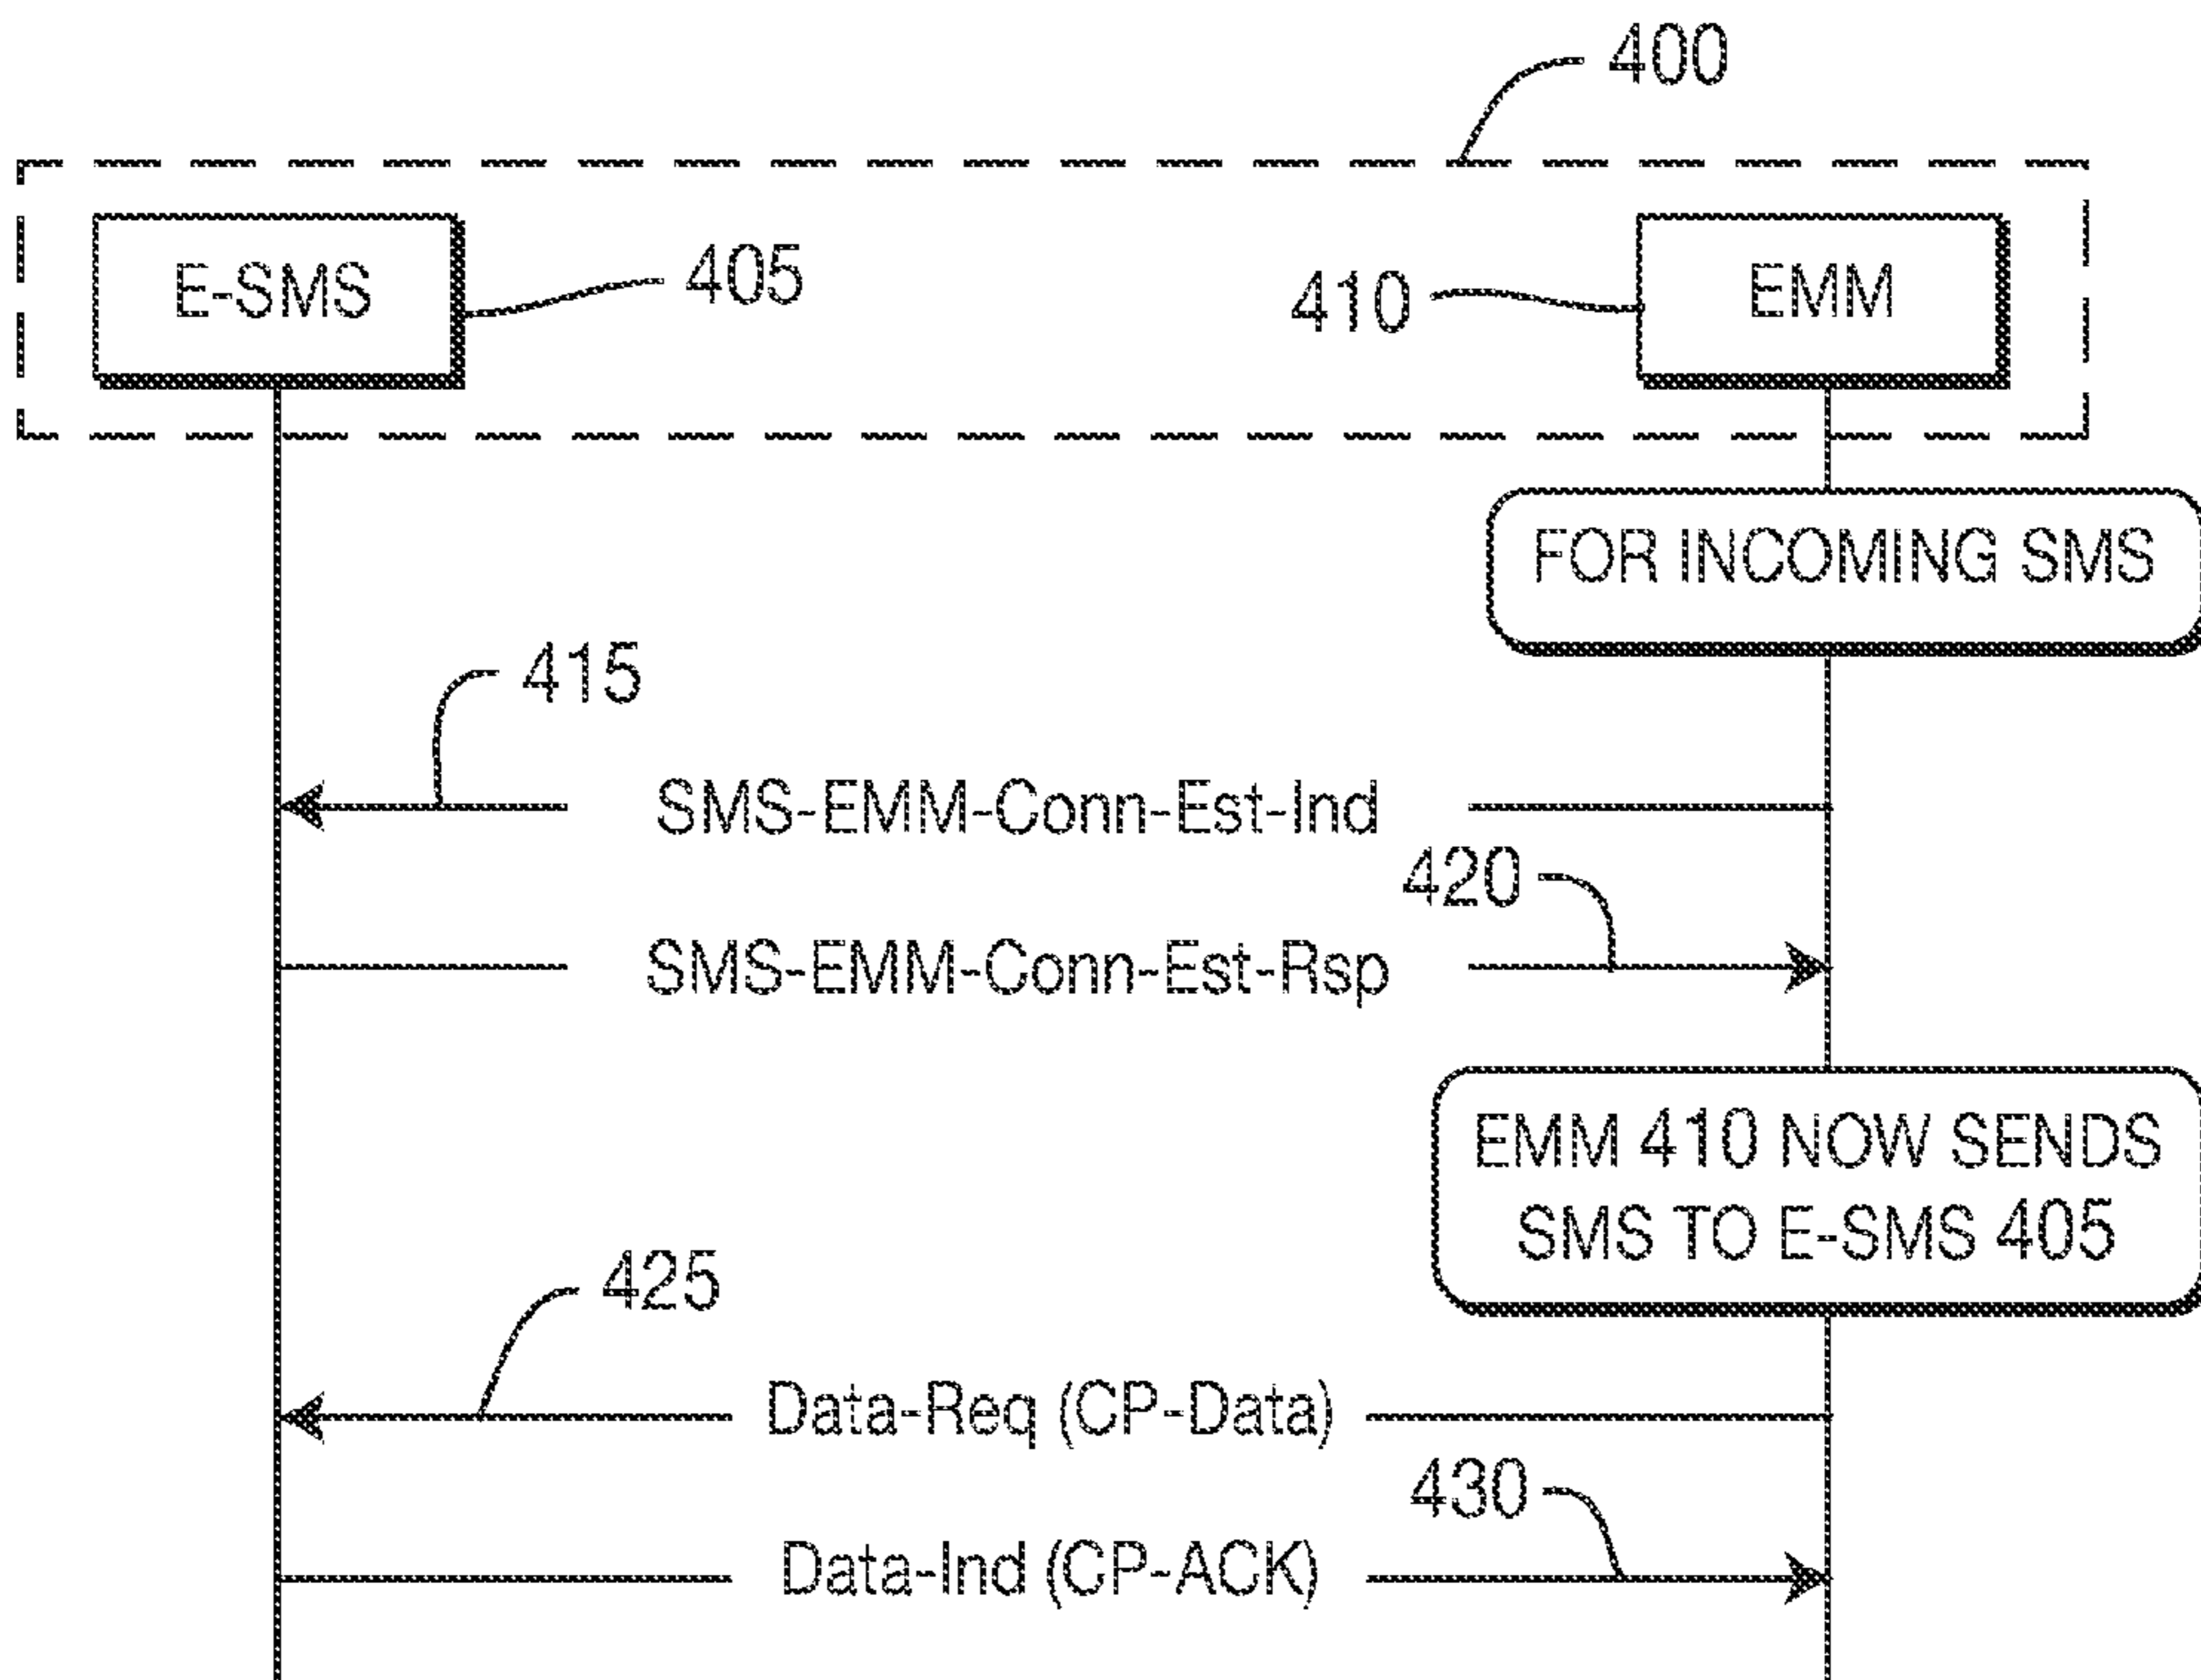 400
E-SMS
405
410
EMM
FOR INCOMING SMS
415
SMS-EMM-Conn-Est-Ind
420
SMS-EMM-Conn-Est-Rsp
EMM 410 NOW SENDS
SMS TO E-SMS 405
425
Data-Req (CP-Data)
430
Data-Ind (CP-ACK)